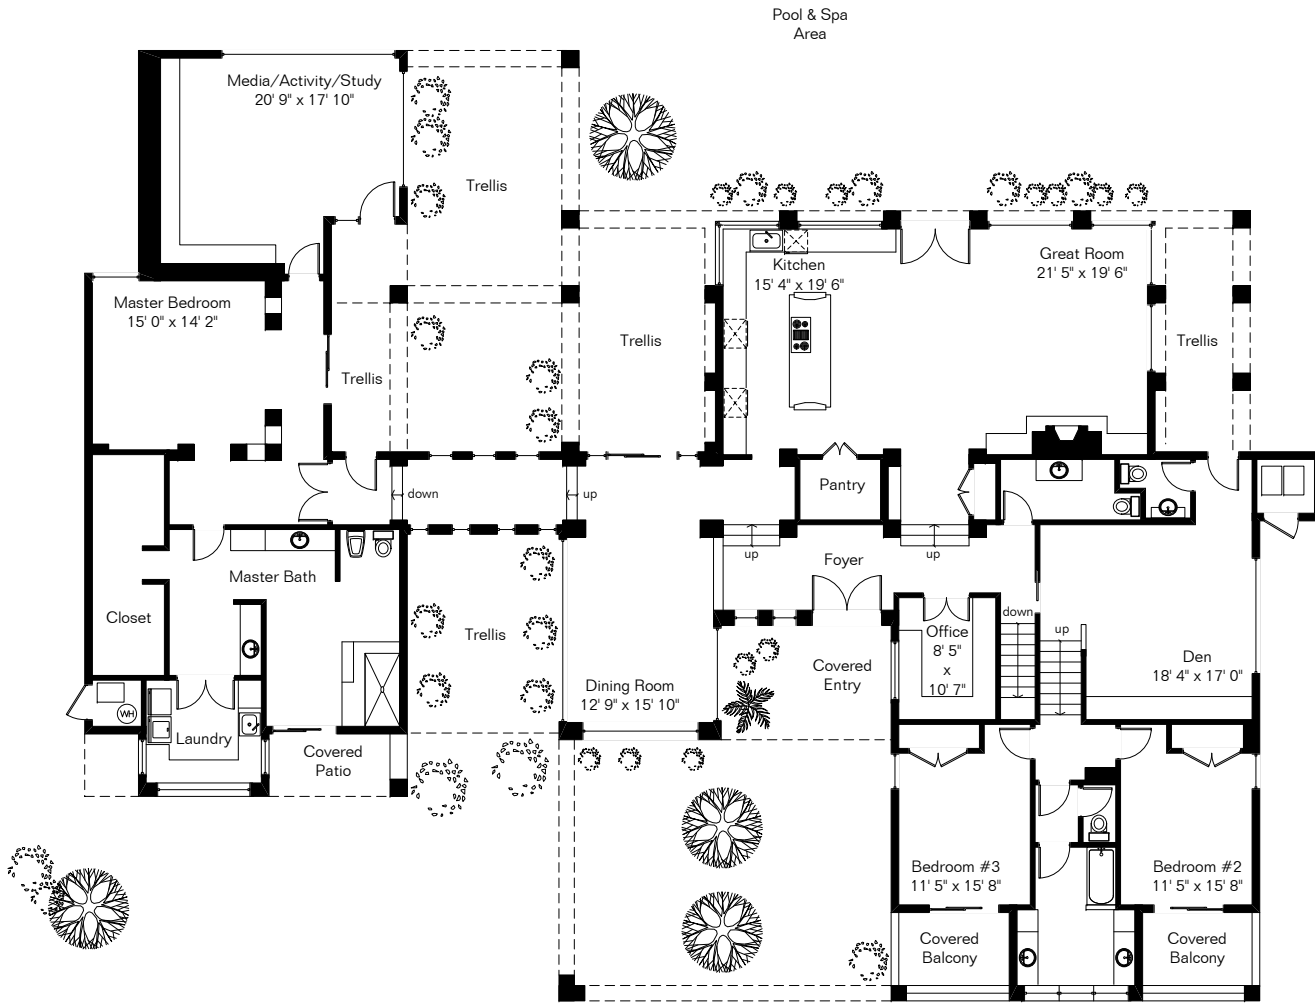 Pool & Spa
Area
Media/Activity/Study
20' 9" x 17' 10"
Trellis
Kitchen
15' 4" x 19' 6"
Great Room
21' 5" x 19' 6"
Master Bedroom
15' 0" x 14' 2"
Trellis
Trellis
Trellis
down
up
Pantry
up
up
Foyer
Master Bath
Closet
Trellis
down
up
Office
8' 5"
x
10' 7"
Covered
Entry
Den
18' 4" x 17' 0"
Dining Room
12' 9" x 15' 10"
WH
Laundry
Covered
Patio
Bedroom #3
11' 5" x 15' 8"
Bedroom #2
11' 5" x 15' 8"
Covered
Balcony
Covered
Balcony